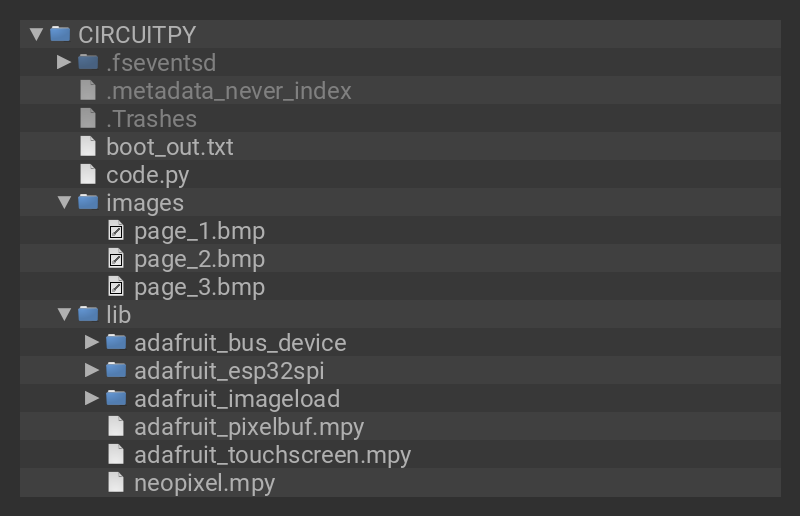 CIRCUITPY
.fseventsd
.metadata_never_index
.Trashes
boot_out.txt
code.py
images
page_1.bmp
page_2.bmp
page_3.bmp
lib
adafruit_bus_device
adafruit_esp32spi
adafruit_imageload
adafruit_pixelbuf.mpy
adafruit_touchscreen.mpy
neopixel.mpy